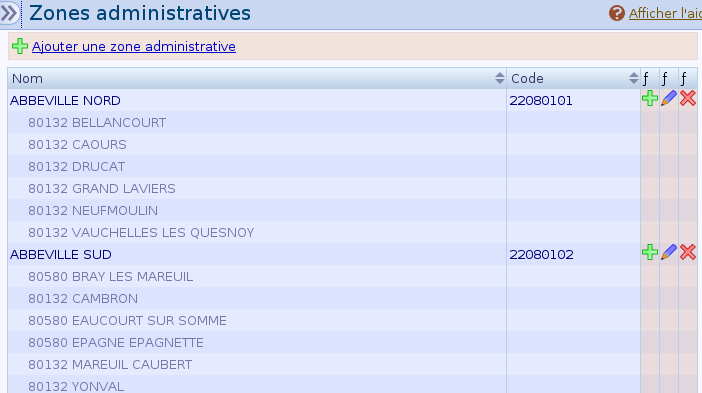 Zones administratives
Afficher l'aid
Ajouter une zone administrative
Nom Code ƒ ƒ ƒ
ABBEVILLE NORD 22080101
80132 BELLANCOURT
80132 CAOURS
80132 DRUCAT
80132 GRAND LAVIERS
80132 NEUFMOULIN
80132 VAUCHELLES LES QUESNOY
ABBEVILLE SUD 22080102
80580 BRAY LES MAREUIL
80132 CAMBRON
80580 EAUCOURT SUR SOMME
80580 EPAGNE EPAGNETTE
80132 MAREUIL CAUBERT
80132 YONVAL